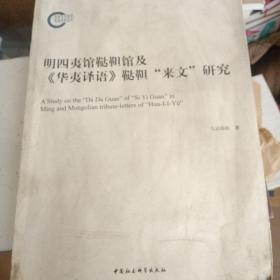 明四夷馆鞑靼馆及
《华夷译语》鞑靼“来文”研究
A Study on the "Da Da Guan" of "Si Yi Guan" in
Ming and Mongolian tribute-letters of "Hua-I-I-Yü"
著
中国社会科学出版社